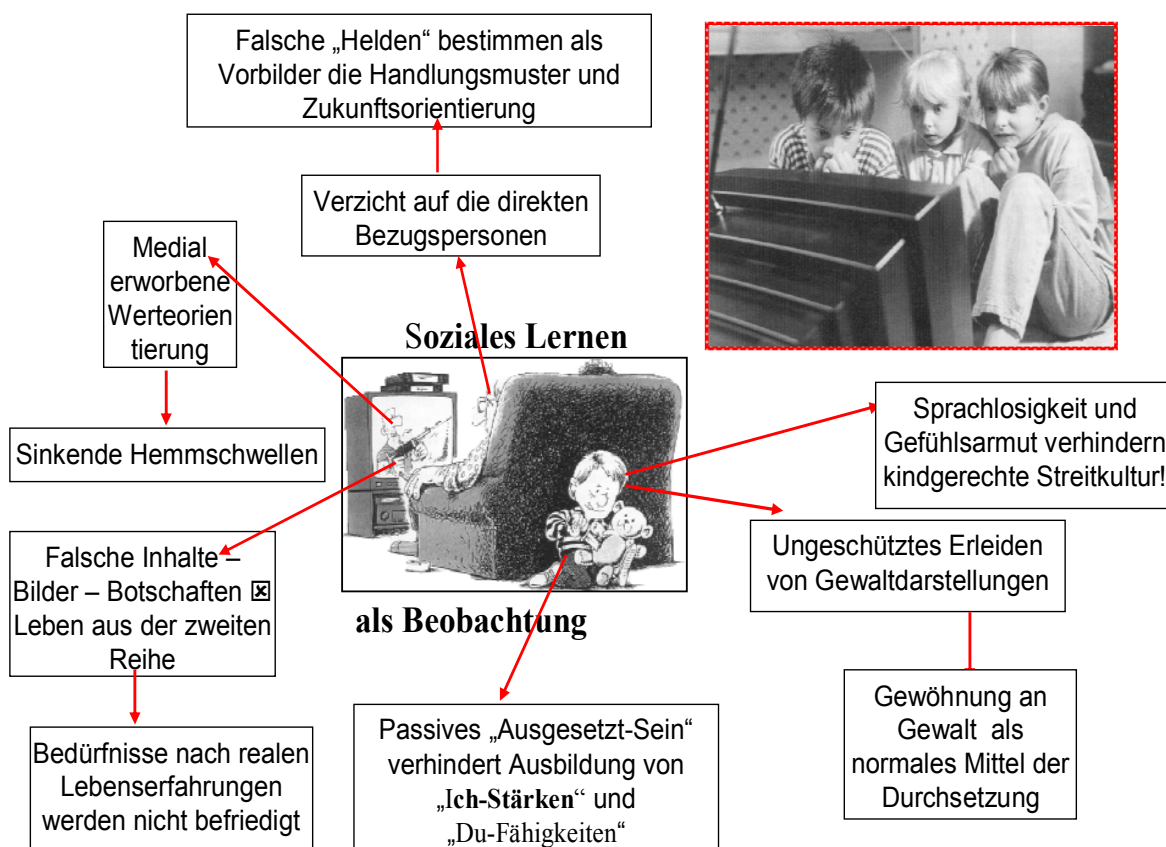 Falsche „Helden“ bestimmen als
Vorbilder die Handlungsmuster und
Zukunftsorientierung
Verzicht auf die direkten
Bezugspersonen
Medial
erworbene
Werteorien
tierung
Sinkende Hemmschwellen
Soziales Lernen
als Beobachtung
Sprachlosigkeit und
Gefühlsarmut verhindern
kindgerechte Streitkultur!
Ungeschütztes Erleiden
von Gewaltdarstellungen
Gewöhnung an
Gewalt als
normales Mittel der
Durchsetzung
Falsche Inhalte –
Bilder – Botschaften
Leben aus der zweiten
Reihe
Bedürfnisse nach realen
Lebenserfahrungen
werden nicht befriedigt
Passives „Ausgesetzt-Sein“
verhindert Ausbildung von
„Ich-Stärken“ und
„Du-Fähigkeiten“